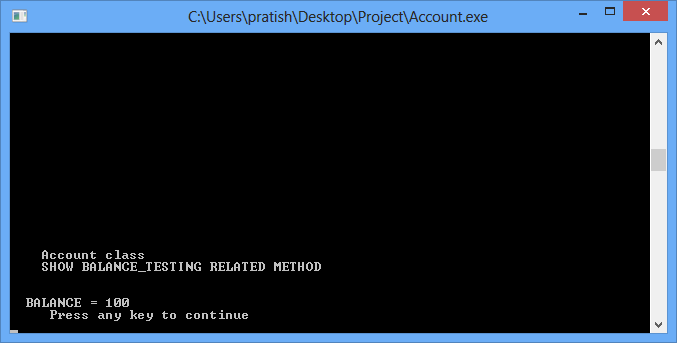 C:\Users\pratish\Desktop\Project\Account.exe
Account class
SHOW BALANCE_TESTING RELATED METHOD
BALANCE = 100
Press any key to continue